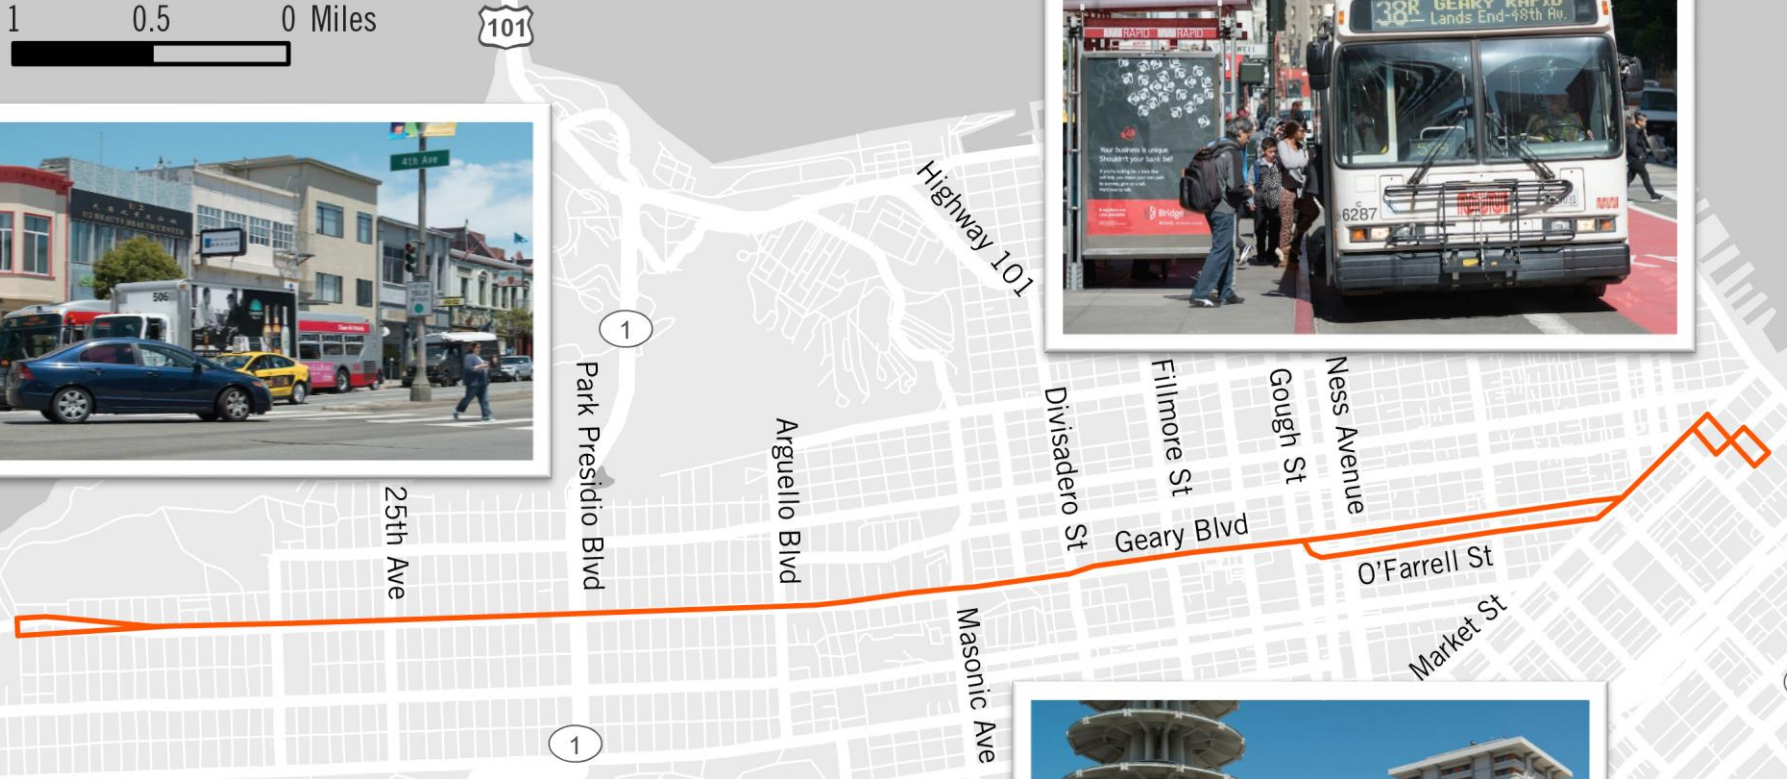 1 0.5 0 Miles
101
38R GEARY RAPID
Lands End-48th Av.
RAPID RAPID
4th Ave
506
Your business is unique.
Shouldn't your bank be?
Bridge
6287
Highway 101
1
Park Presidio Blvd
Arguello Blvd
25th Ave
Divisadero St
Fillmore St
Gough St
Ness Avenue
Geary Blvd
O'Farrell St
Market St
Masonic Ave
1